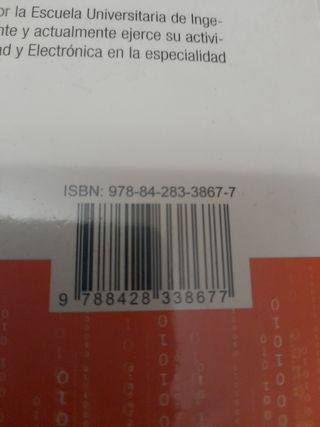 or la Escuela Universitaria de Inge-
nte y actualmente ejerce su activi-
ad y Electrónica en la especialidad
ISBN: 978-84-283-3867-7
9 788428 338677